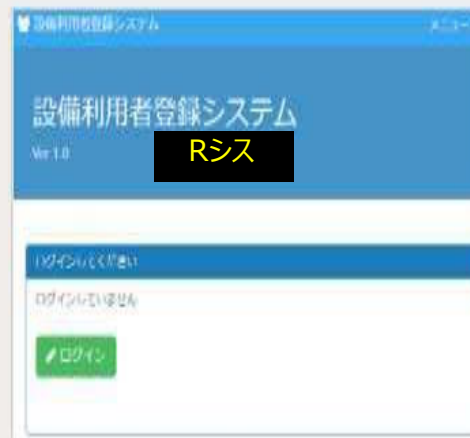 設備利用者登録システム
メニュー
設備利用者登録システム
Ver 1.0
Rシス
ログインしてください
ログインしていません
ログイン